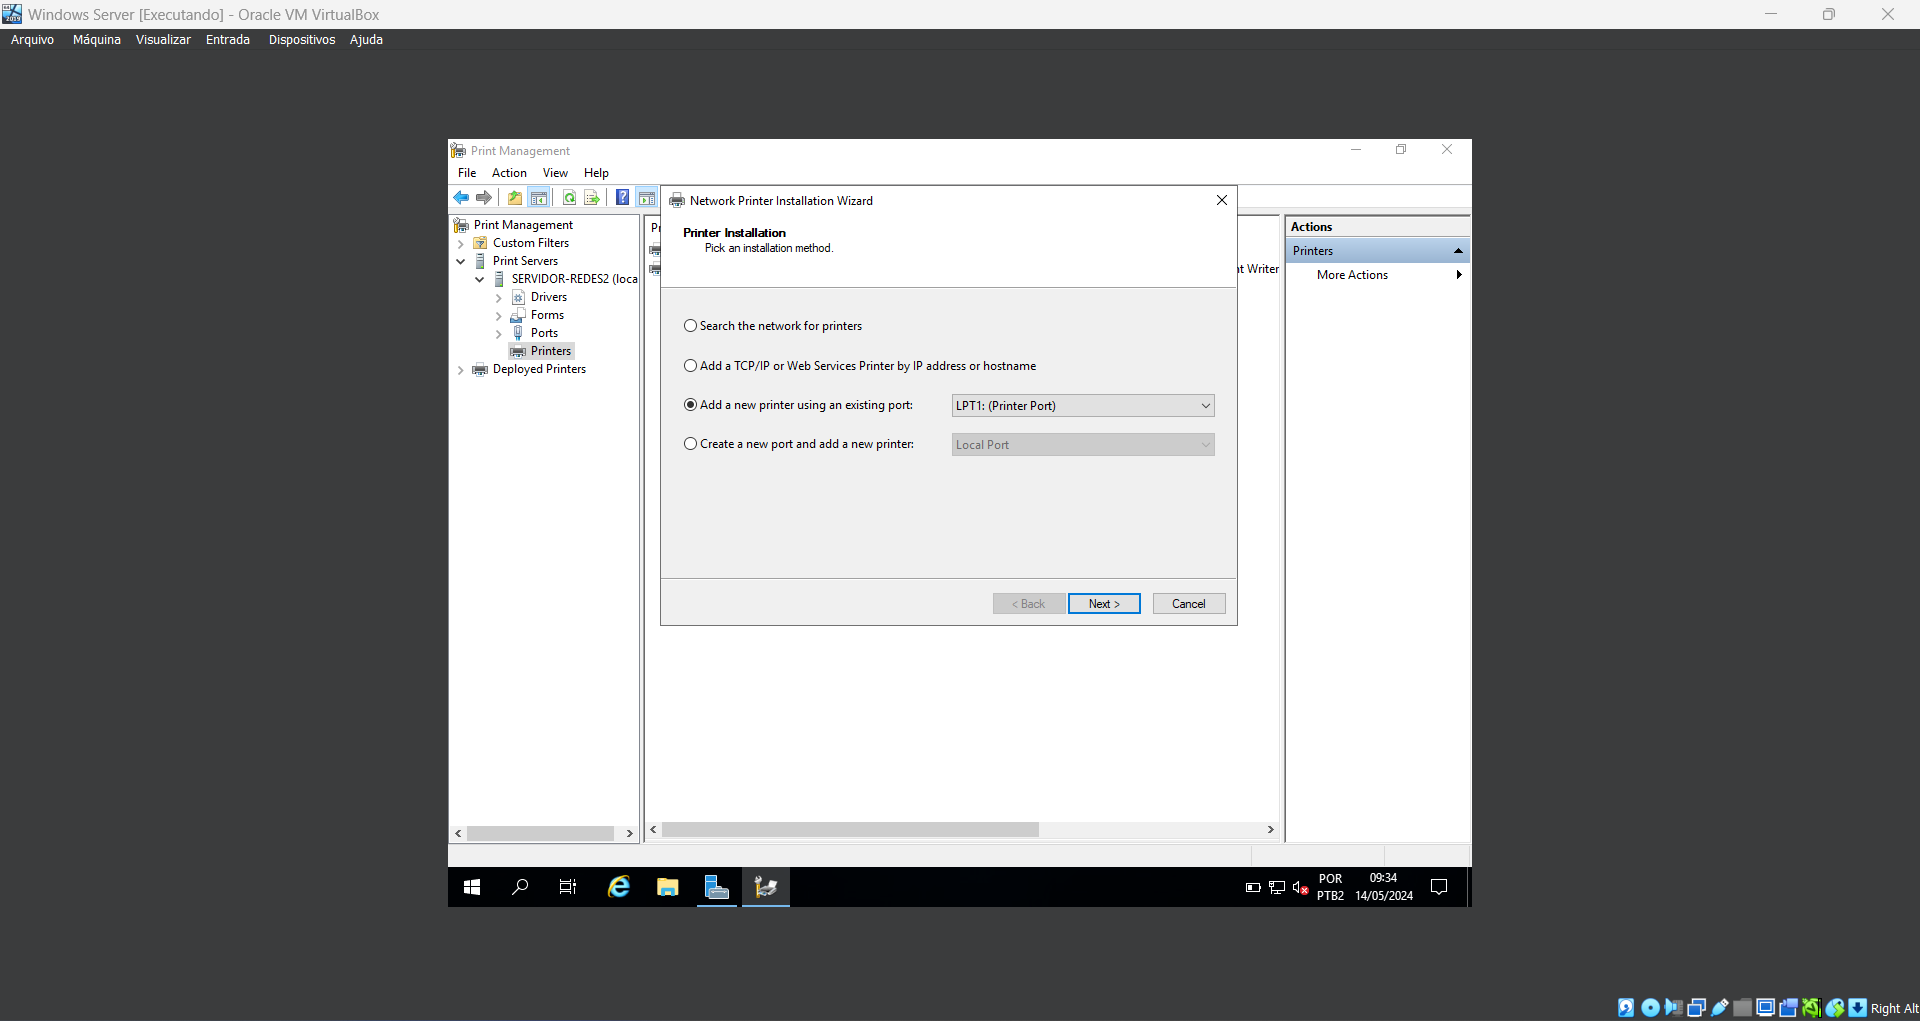 Windows Server [Executando] - Oracle VM VirtualBox
Arquivo Máquina Visualizar Entrada Dispositivos Ajuda
Print Management
File Action View Help
Print Management
Custom Filters
Print Servers
SERVIDOR-REDES2 (loca
Drivers
Forms
Ports
Printers
Deployed Printers
Network Printer Installation Wizard
Printer Installation
Pick an installation method.
Search the network for printers
Add a TCP/IP or Web Services Printer by IP address or hostname
Add a new printer using an existing port: LPT1: (Printer Port)
Create a new port and add a new printer: Local Port
< Back Next > Cancel
Writer
Actions
Printers
More Actions
POR
PTB2
09:34
14/05/2024
Right Alt